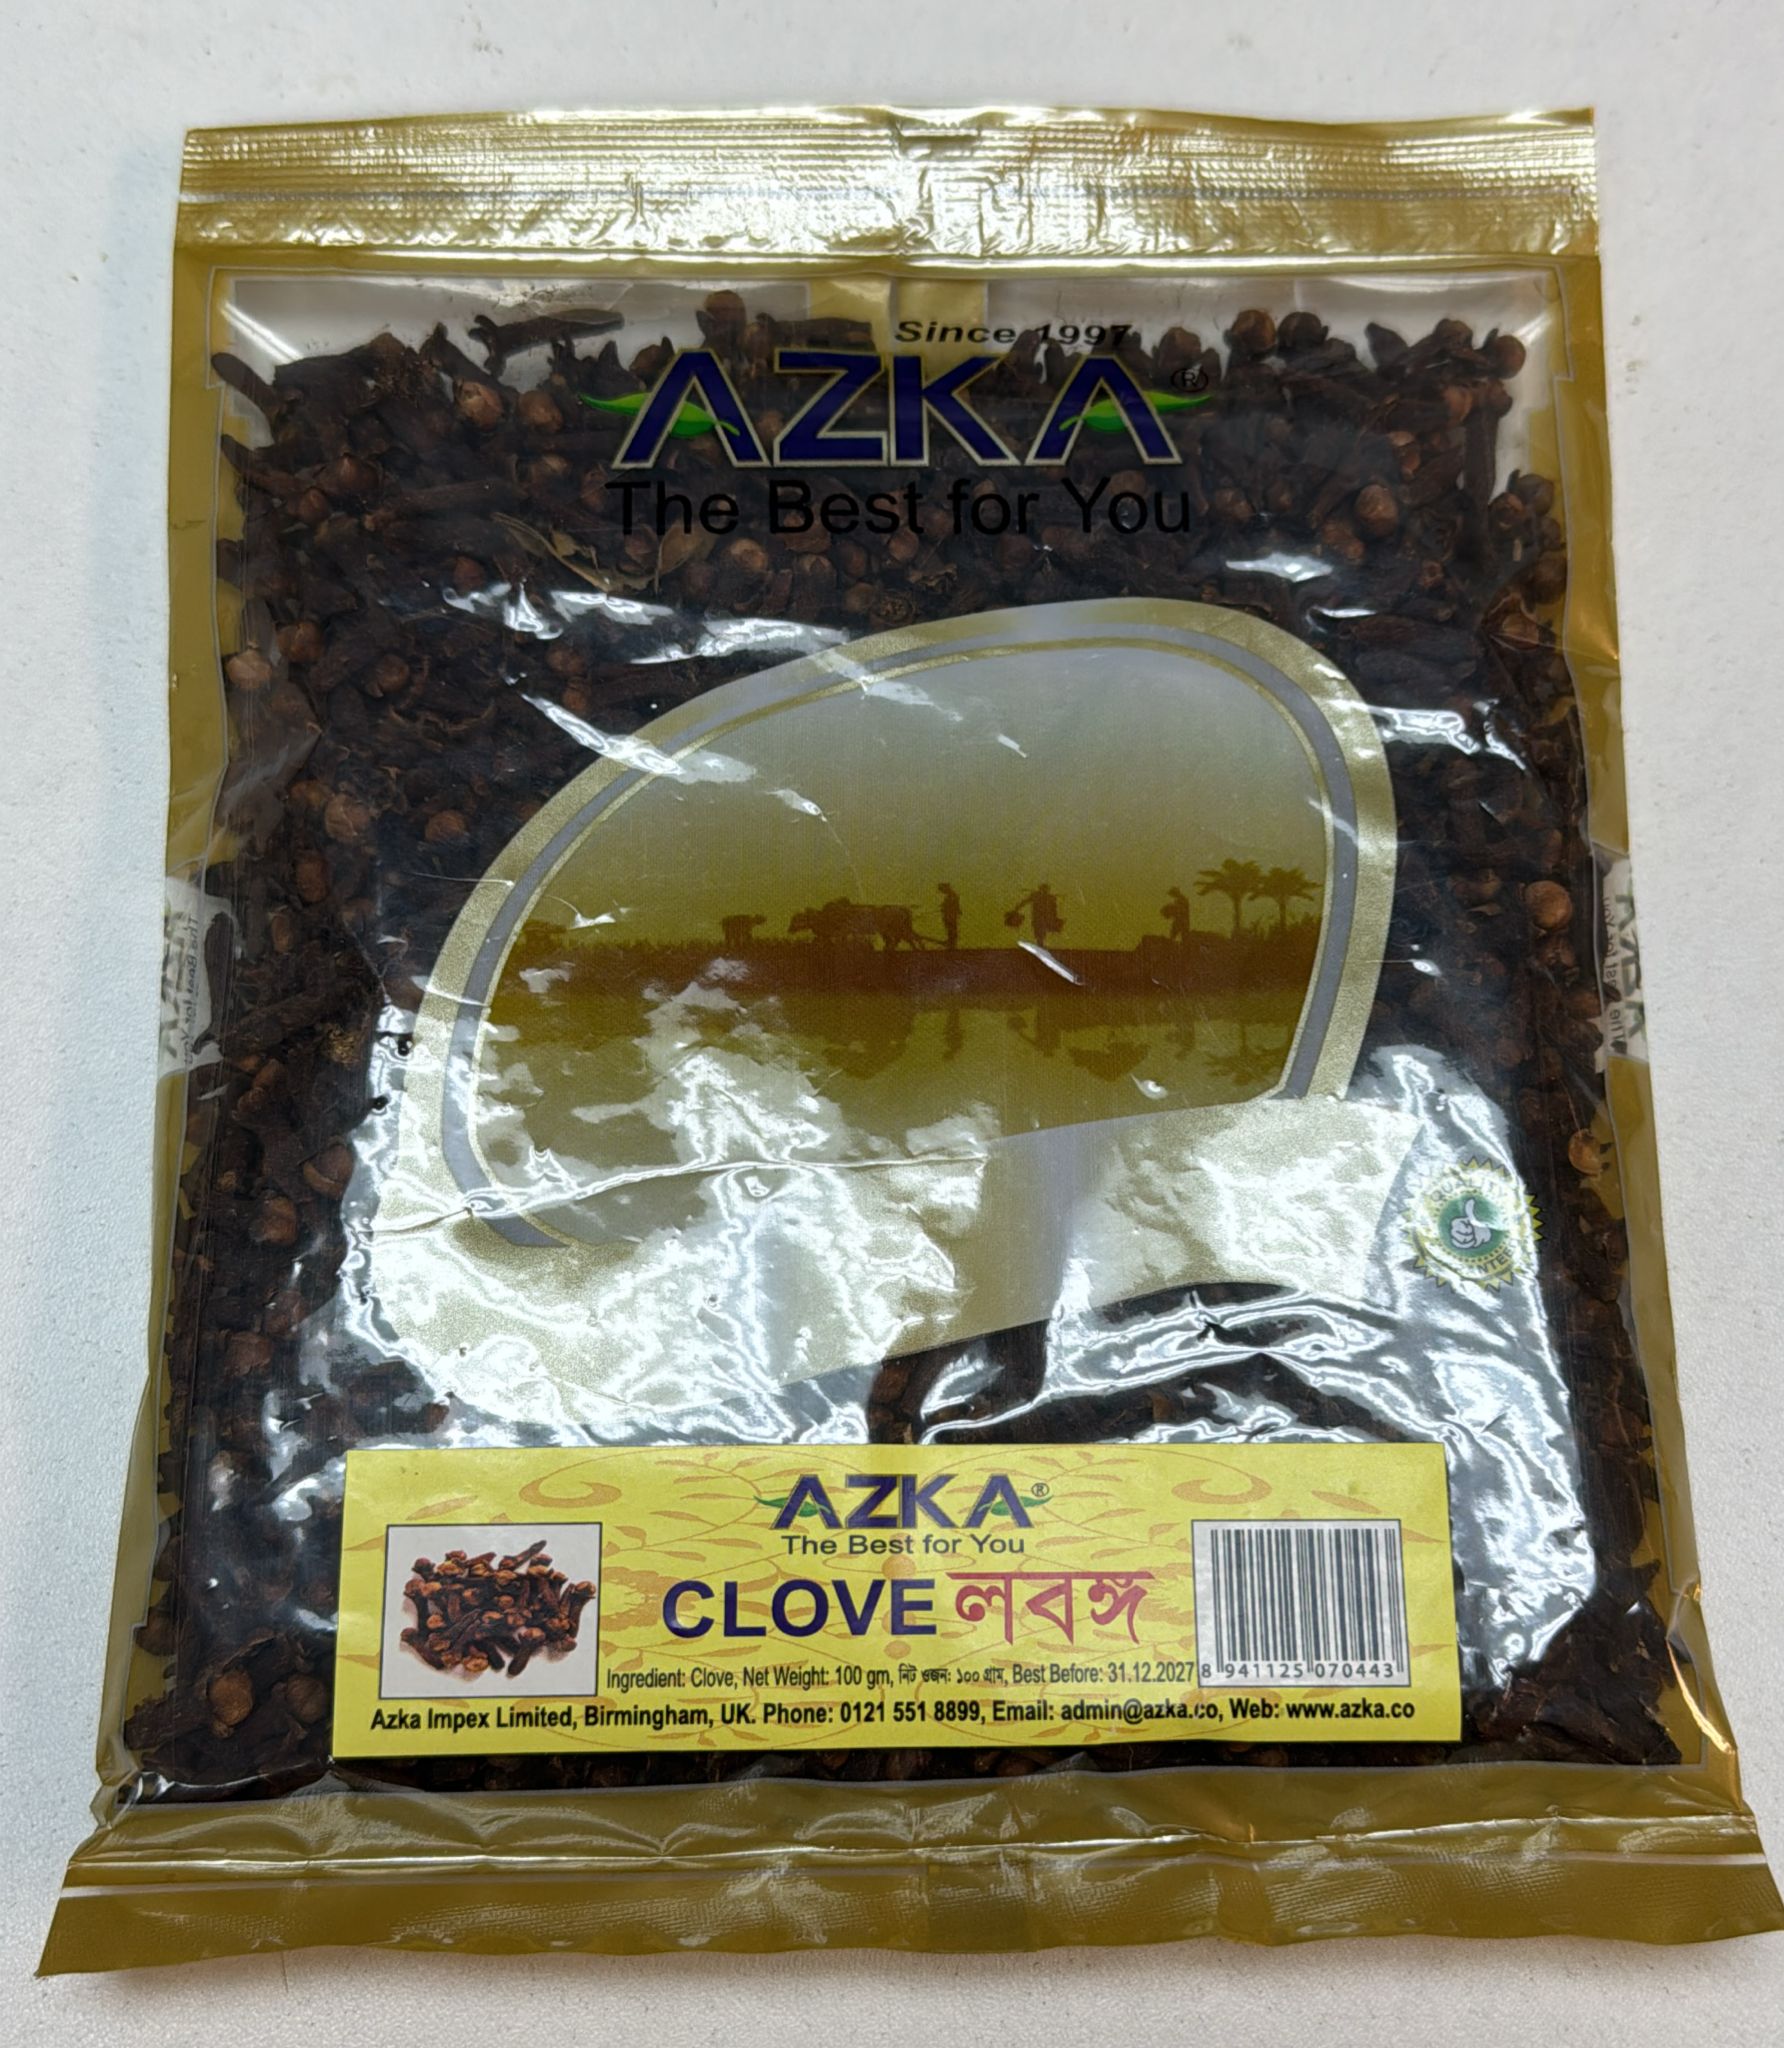 Since 1997
AZKA®
The Best for You
QUALITY
AZKA®
The Best for You
CLOVE লবঙ্গ
Ingredient: Clove, Net Weight: 100 gm, নিট ওজন: ১০০ গ্রাম, Best Before: 31.12.2027
8 941125 070443
Azka Impex Limited, Birmingham, UK. Phone: 0121 551 8899, Email: admin@azka.co, Web: www.azka.co